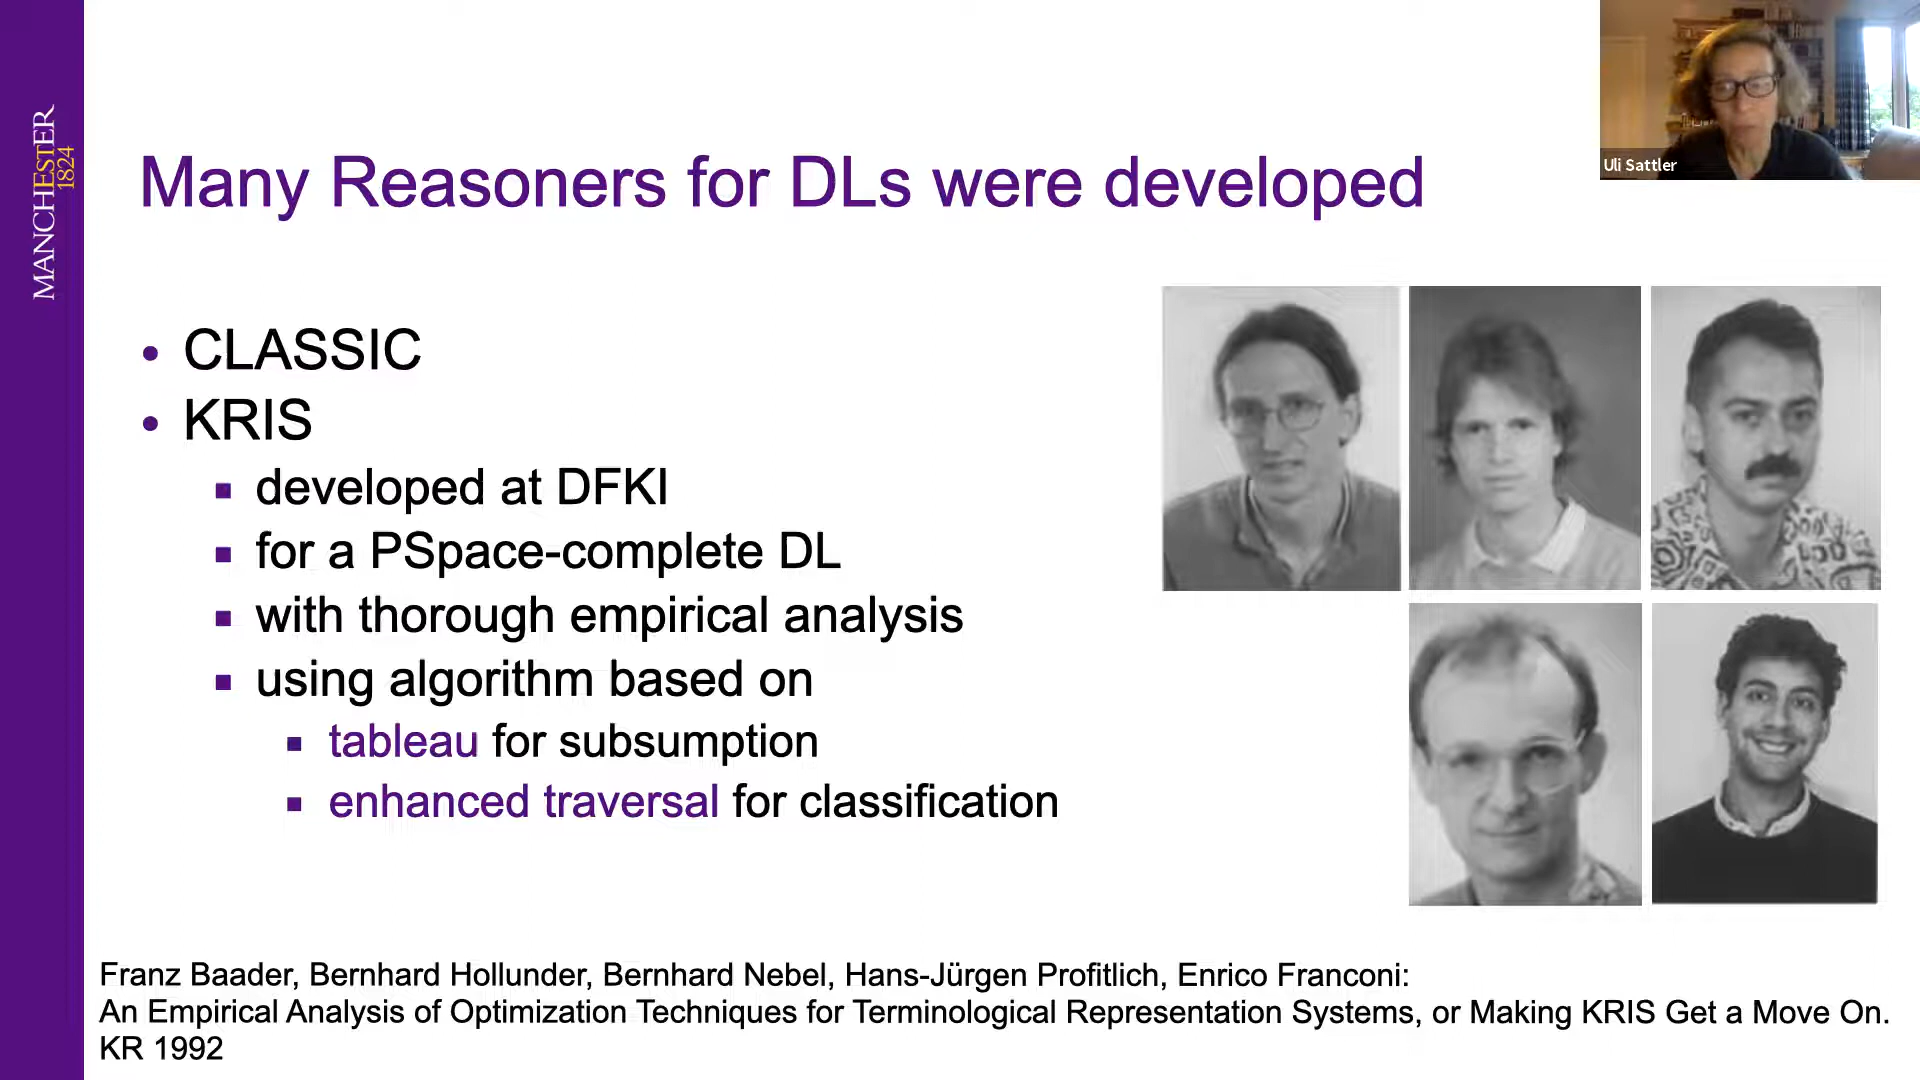 MANCHESTER
1824
Uli Sattler
Many Reasoners for DLs were developed
• CLASSIC
• KRIS
▪ developed at DFKI
▪ for a PSpace-complete DL
▪ with thorough empirical analysis
▪ using algorithm based on
▪ tableau for subsumption
▪ enhanced traversal for classification
Franz Baader, Bernhard Hollunder, Bernhard Nebel, Hans-Jürgen Profitlich, Enrico Franconi:
An Empirical Analysis of Optimization Techniques for Terminological Representation Systems, or Making KRIS Get a Move On.
KR 1992